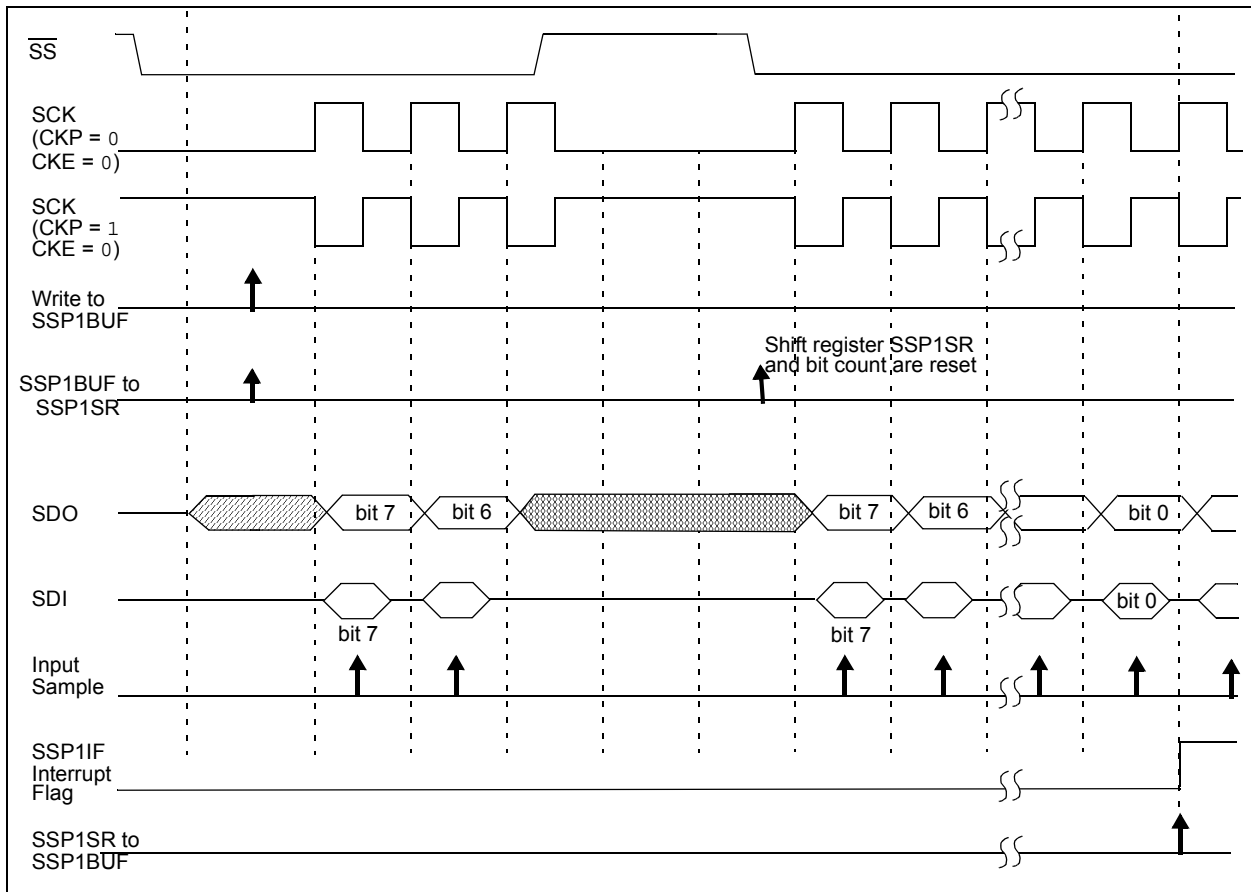 SS
SCK
(CKP = 0
CKE = 0)
SCK
(CKP = 1
CKE = 0)
Write to
SSP1BUF
Shift register SSP1SR
and bit count are reset
SSP1BUF to
SSP1SR
SDO
bit 7
bit 6
bit 7
bit 6
bit 0
SDI
bit 0
bit 7
bit 7
Input
Sample
SSP1IF
Interrupt
Flag
SSP1SR to
SSP1BUF